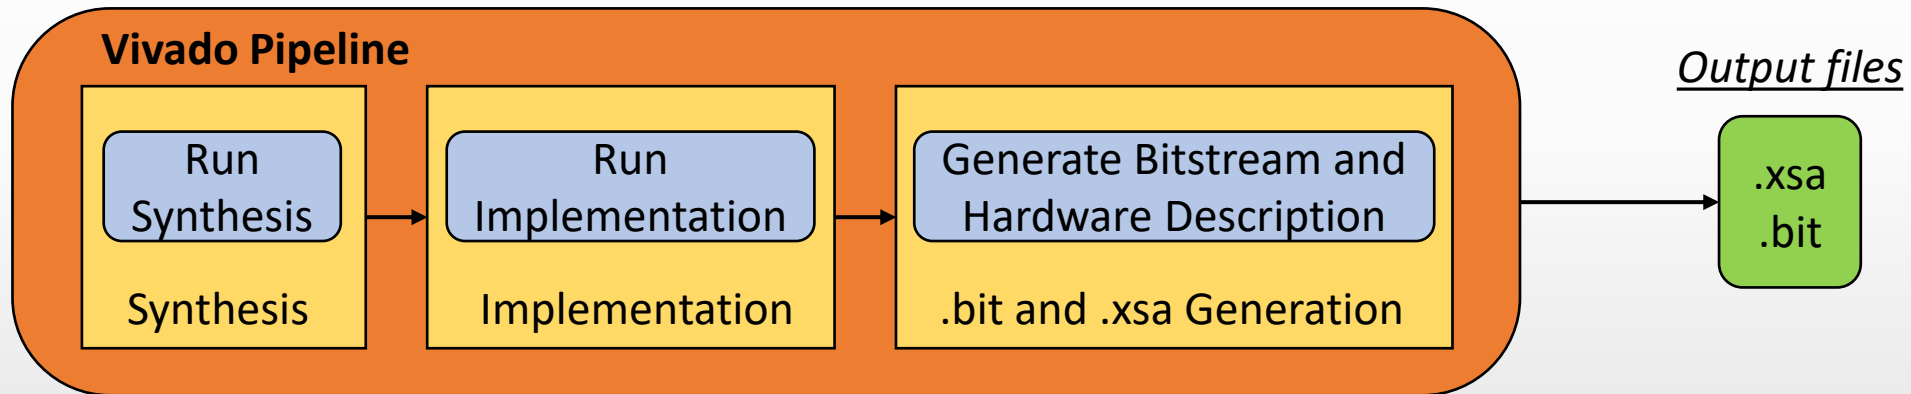 Vivado Pipeline
Run
Synthesis
Synthesis
Run
Implementation
Implementation
Generate Bitstream and
Hardware Description
.bit and .xsa Generation
Output files
.xsa
.bit